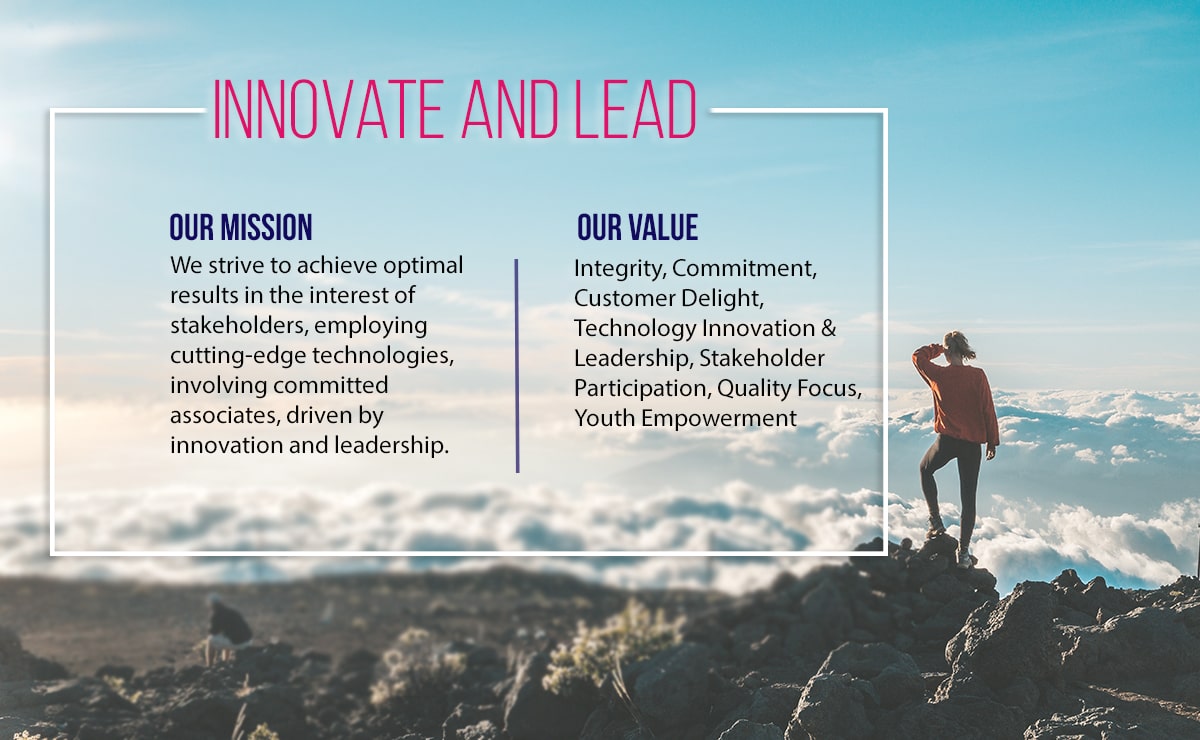 INNOVATE AND LEAD
OUR MISSION
We strive to achieve optimal
results in the interest of
stakeholders, employing
cutting-edge technologies,
involving committed
associates, driven by
innovation and leadership.
OUR VALUE
Integrity, Commitment,
Customer Delight,
Technology Innovation &
Leadership, Stakeholder
Participation, Quality Focus,
Youth Empowerment